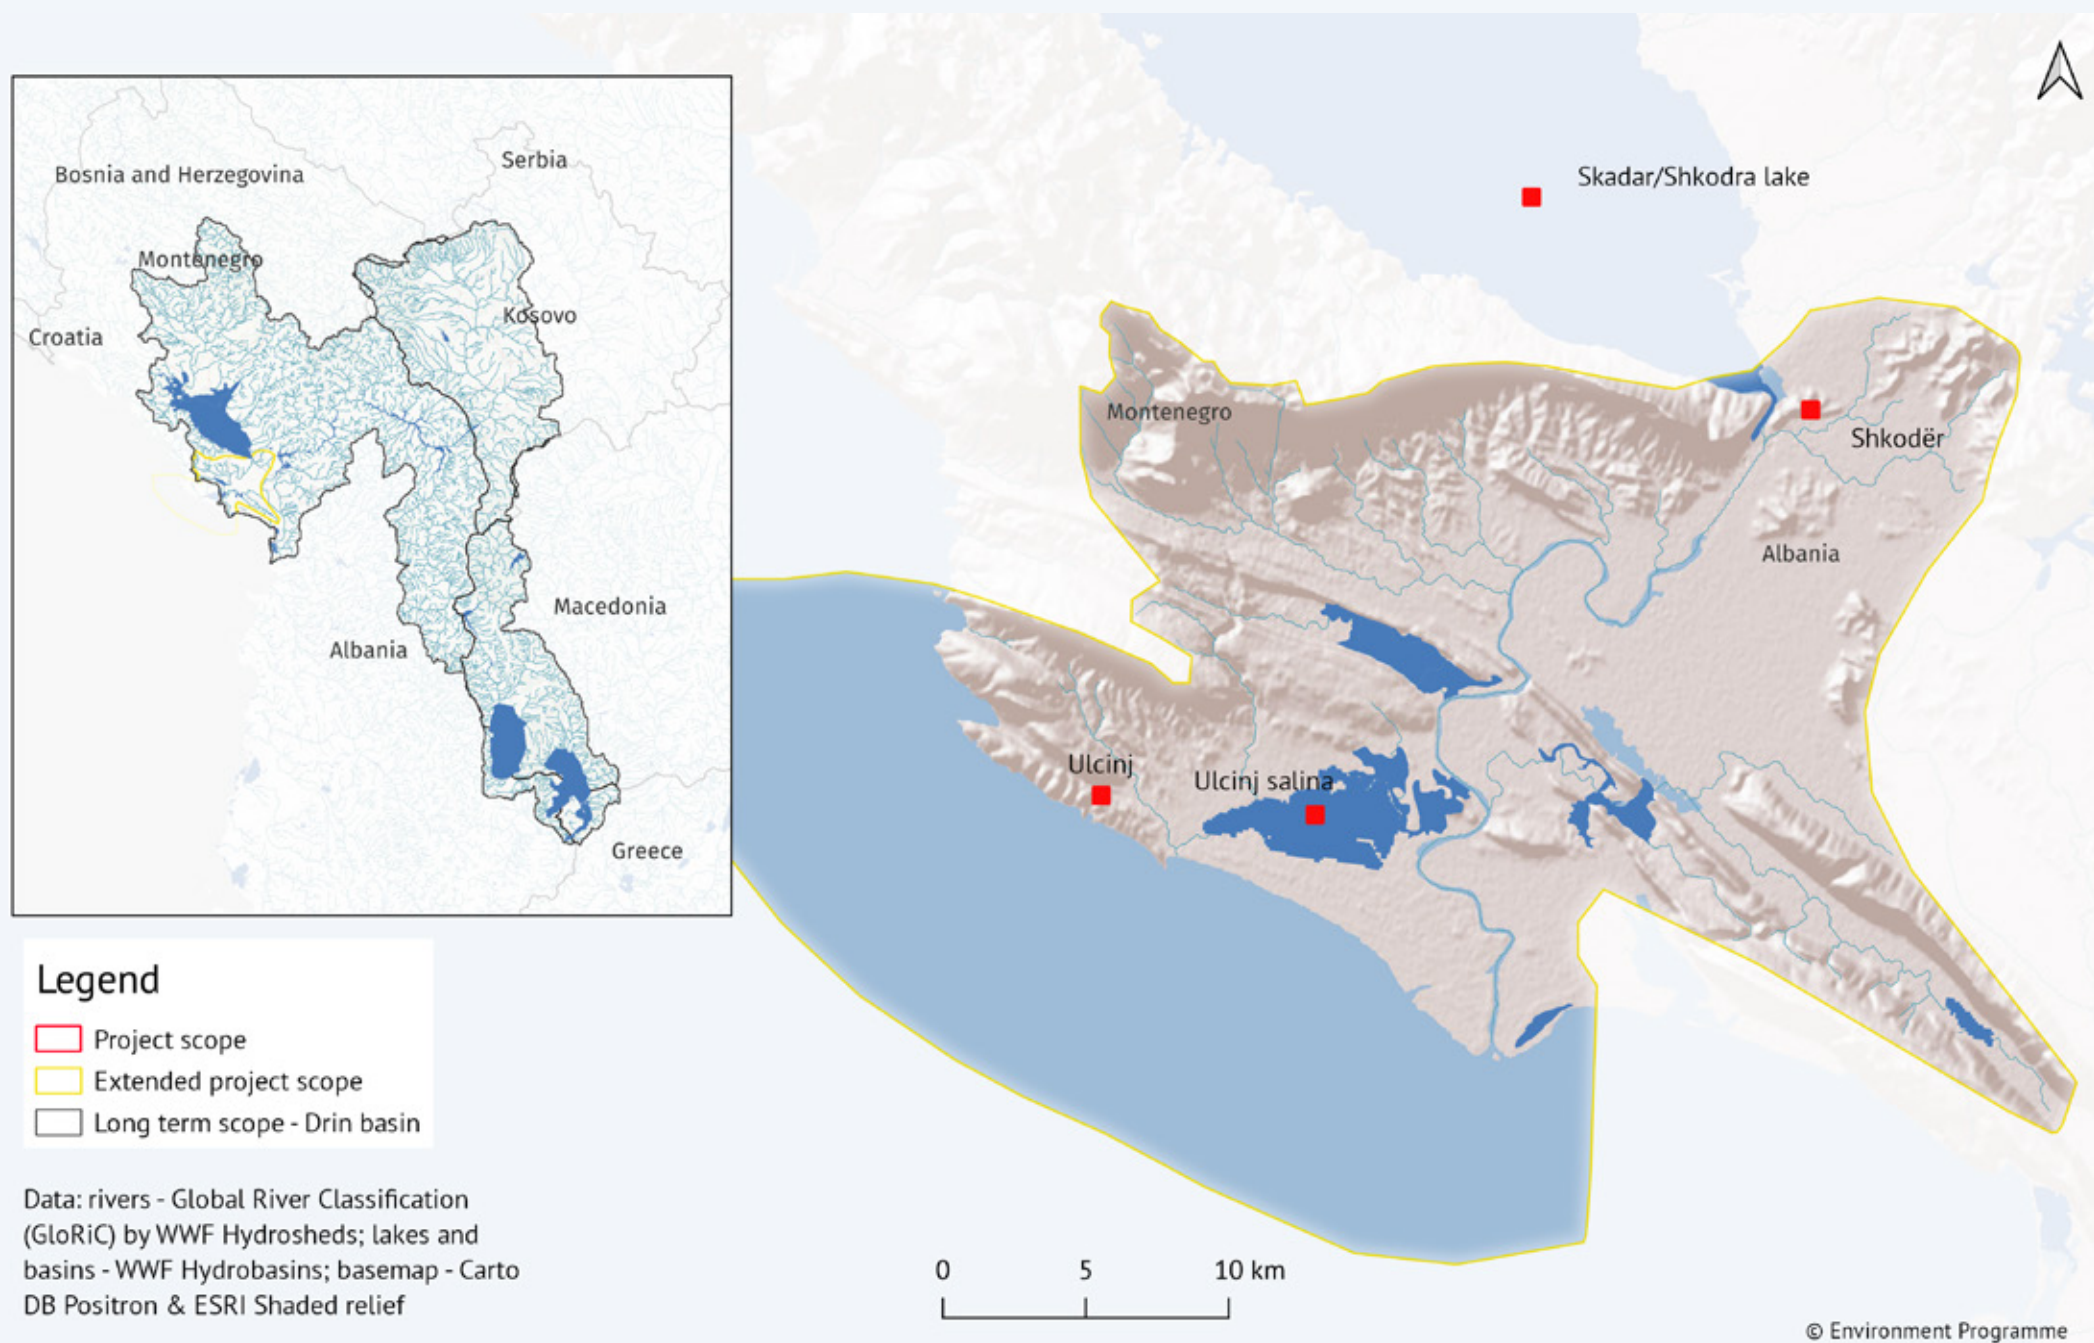 Bosnia and Herzegovina
Serbia
Montenegro
Kosovo
Croatia
Macedonia
Albania
Greece
Skadar/Shkodra lake
Montenegro
Shkodër
Albania
Ulcinj
Ulcinj salina
Legend
Project scope
Extended project scope
Long term scope - Drin basin
Data: rivers - Global River Classification
(GloRiC) by WWF Hydrosheds; lakes and
basins - WWF Hydrobasins; basemap - Carto
DB Positron & ESRI Shaded relief
0 5 10 km
© Environment Programme